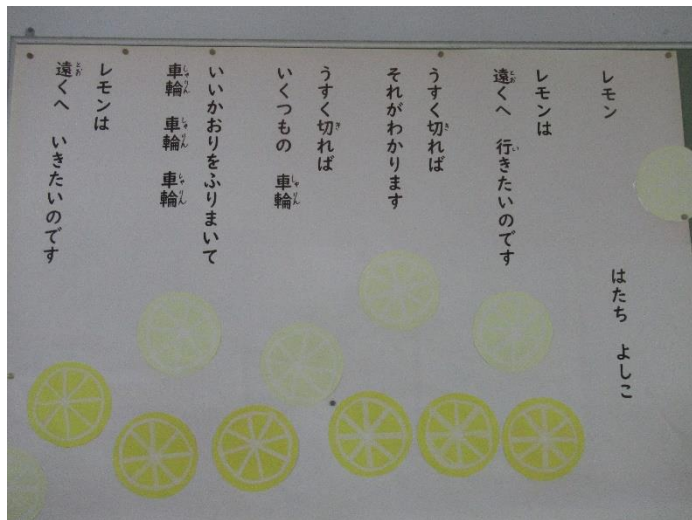 レモン
はたち よしこ
レモンは
遠くへ 行きたいのです
うすく切れば
それがわかります
うすく切れば
いくつもの 車輪
いいかおりをふりまいて
車輪 車輪 車輪
レモンは
遠くへ いきたいのです